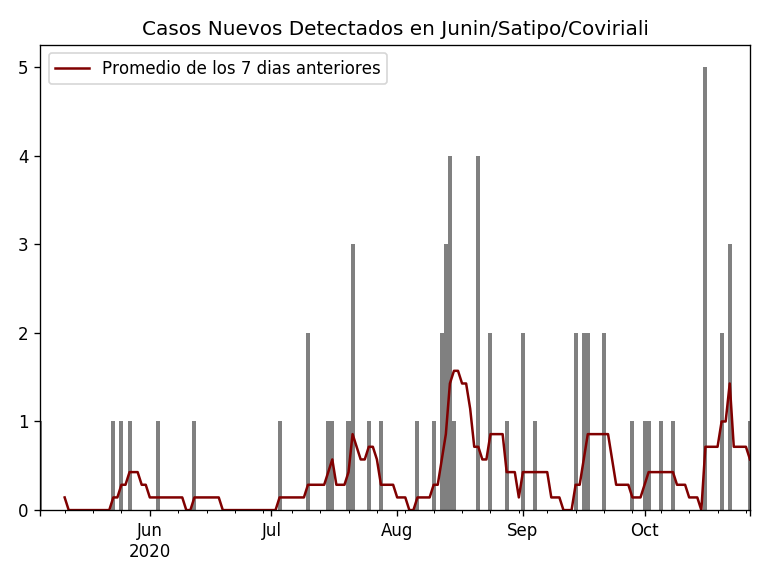 Casos Nuevos Detectados en Junin/Satipo/Coviriali
Promedio de los 7 dias anteriores
5
4
3
2
1
0
Jun Jul Aug Sep Oct
2020